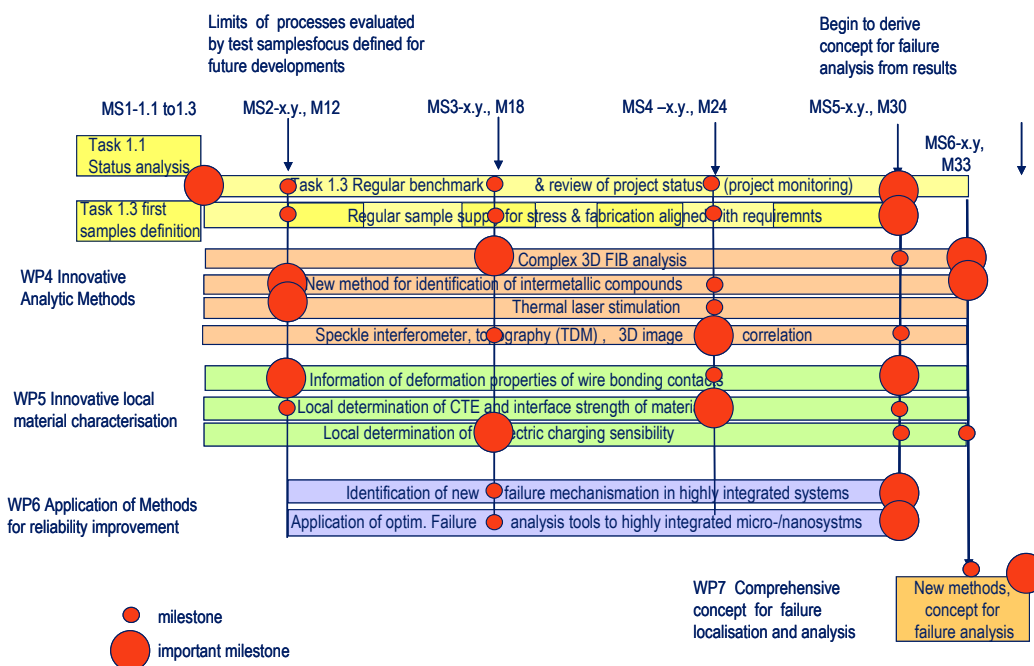 Limits of processes evaluated
by test samplesfocus defined for
future developments
Begin to derive
concept for failure
analysis from results
MS1-1.1 to1.3
MS2-x.y., M12
MS3-x.y., M18
MS4 –x.y., M24
MS5-x.y., M30
MS6-x.y,
M33
Task 1.1
Status analysis
Task 1.3 Regular benchmark & review of project status (project monitoring)
Task 1.3 first
samples definition
Regular sample supply for stress & fabrication aligned with requiremnts
WP4 Innovative
Analytic Methods
Complex 3D FIB analysis
New method for identification of intermetallic compounds
Thermal laser stimulation
Speckle interferometer, topography (TDM) , 3D image correlation
WP5 Innovative local
material characterisation
Information of deformation properties of wire bonding contacts
Local determination of CTE and interface strength of materi
Local determination of ectric charging sensibility
WP6 Application of Methods
for reliability improvement
Identification of new failure mechanismation in highly integrated systems
Application of optim. Failure analysis tools to highly integrated micro-/nanosystms
WP7 Comprehensive
concept for failure
localisation and analysis
New methods,
concept for
failure analysis
milestone
important milestone